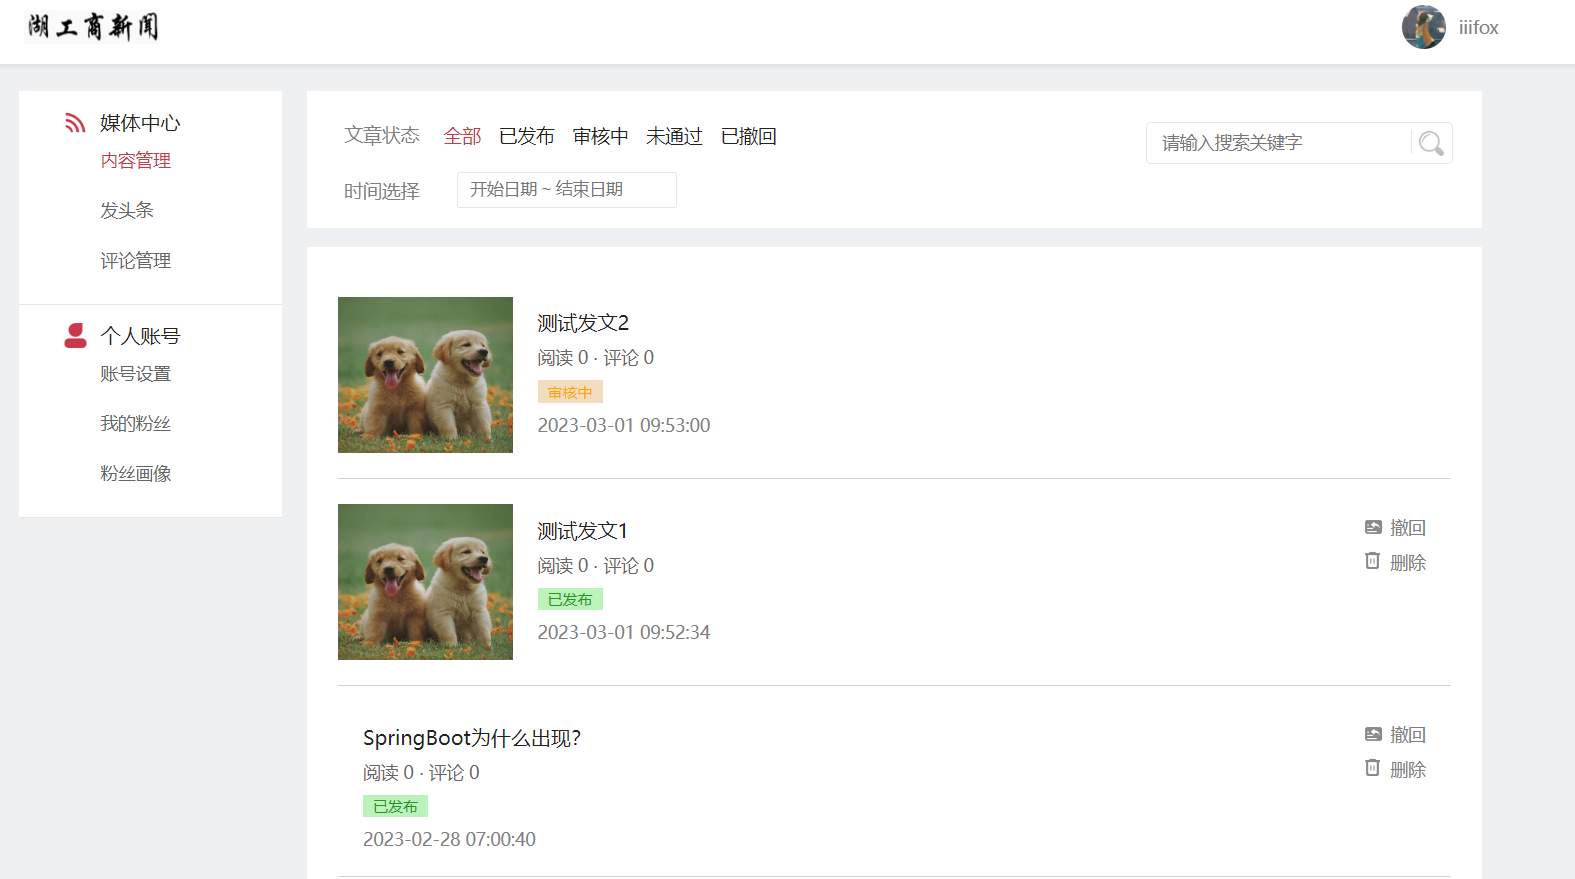 湖工商新闻
iiifox
媒体中心
内容管理
发头条
评论管理
个人账号
账号设置
我的粉丝
粉丝画像
文章状态 全部 已发布 审核中 未通过 已撤回
请输入搜索关键字
时间选择 开始日期 ~ 结束日期
测试发文2
阅读 0 · 评论 0
审核中
2023-03-01 09:53:00
测试发文1
阅读 0 · 评论 0
已发布
2023-03-01 09:52:34
撤回
删除
SpringBoot为什么出现?
阅读 0 · 评论 0
已发布
2023-02-28 07:00:40
撤回
删除